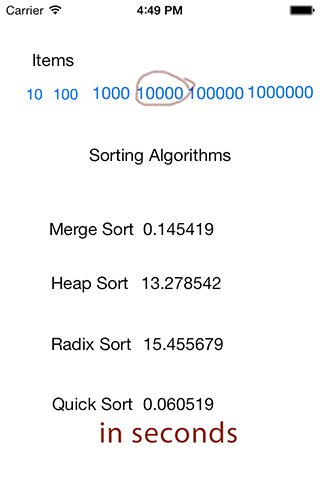 Carrier 4:49 PM
Items
10 100 1000 10000 100000 1000000
Sorting Algorithms
Merge Sort 0.145419
Heap Sort 13.278542
Radix Sort 15.455679
Quick Sort 0.060519
in seconds